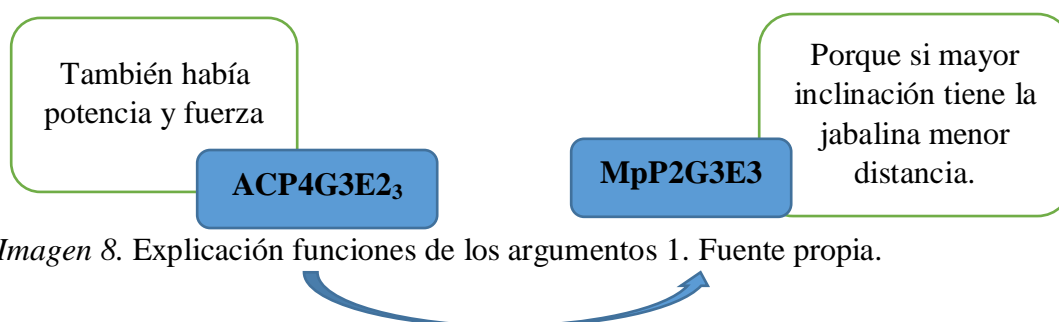 También había
potencia y fuerza
ACP4G3E2₃
Porque si mayor
inclinación tiene la
jabalina menor
distancia.
MpP2G3E3
Imagen 8. Explicación funciones de los argumentos 1. Fuente propia.